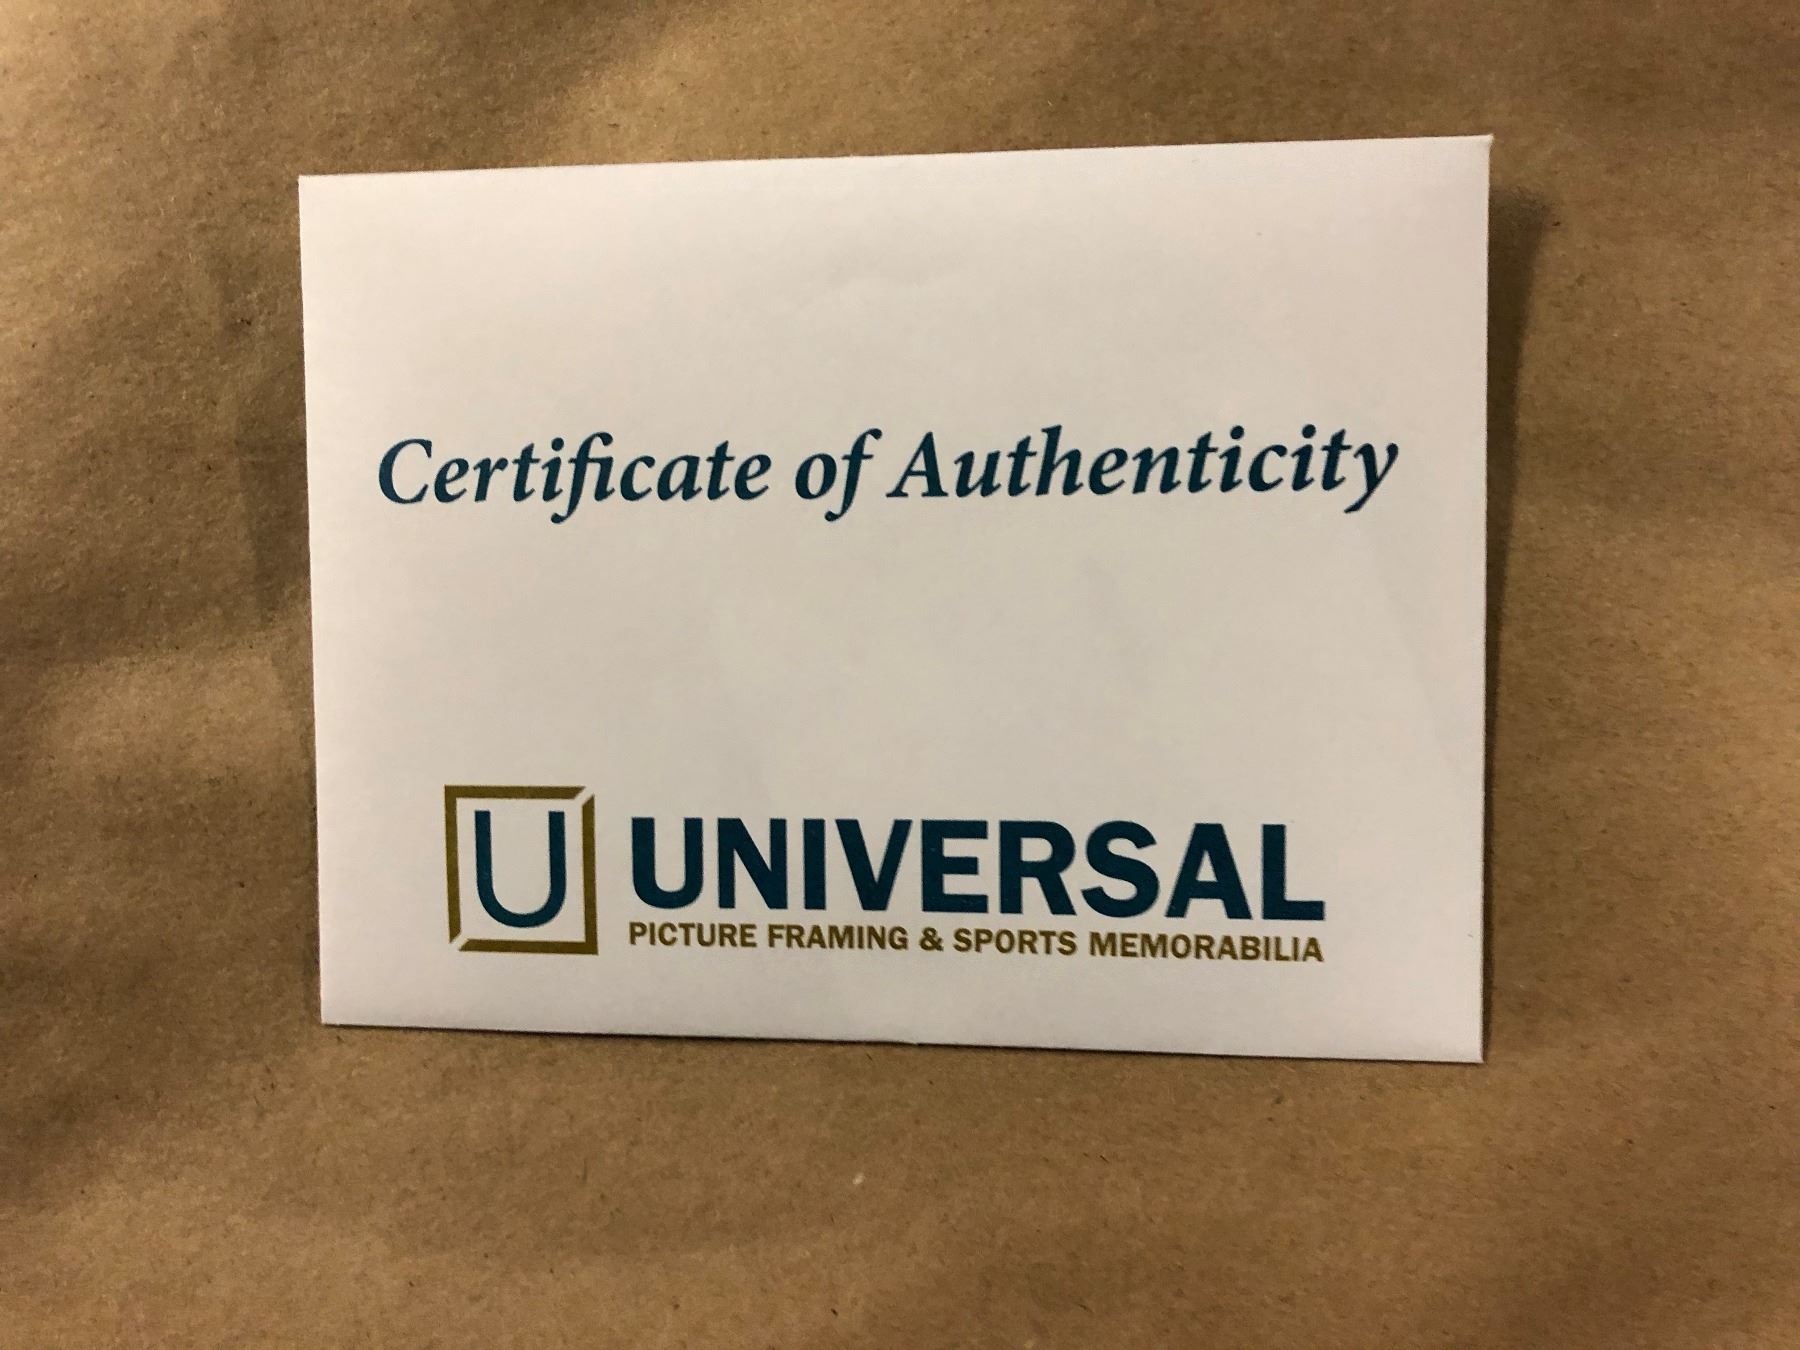 Certificate of Authenticity
U UNIVERSAL
PICTURE FRAMING & SPORTS MEMORABILIA